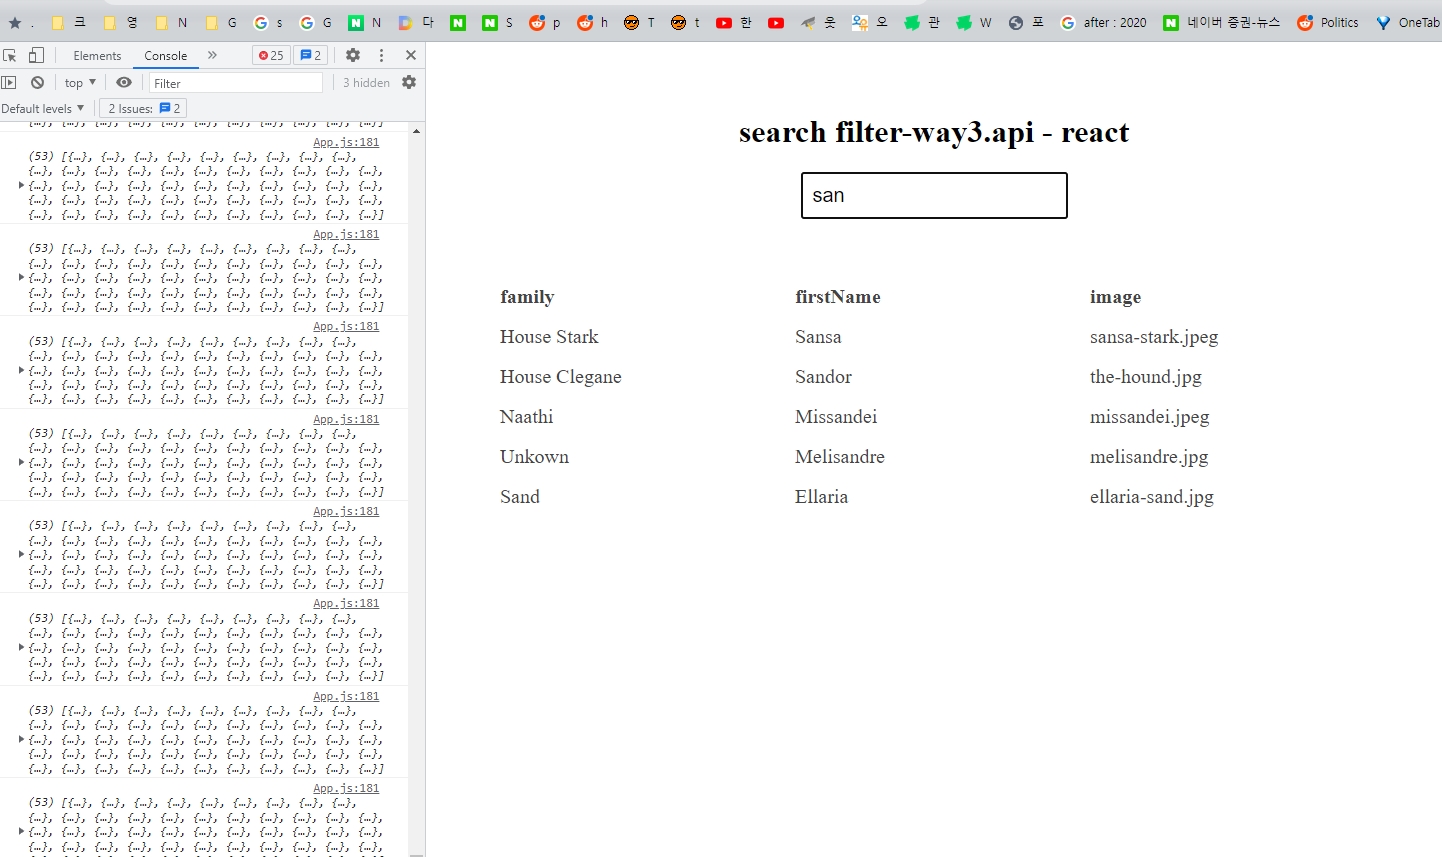 . 크 영 N G s G N 다 N N S p h T t 한 옷 오 관 W 포 after : 2020 N 네이버 증권-뉴스 Politics OneTab
Elements Console » 25 2
top ▼ Filter 3 hidden
Default levels ▼ 2 Issues: 2
{…}, {…}, {…}, {…}, {…}, {…}, {…}, {…}, {…}, {…}, {…}]
App.js:181
(53) [{…}, {…}, {…}, {…}, {…}, {…}, {…}, {…}, {…},
{…}, {…}, {…}, {…}, {…}, {…}, {…}, {…}, {…}, {…}, {…},
{…}, {…}, {…}, {…}, {…}, {…}, {…}, {…}, {…}, {…}, {…},
{…}, {…}, {…}, {…}, {…}, {…}, {…}, {…}, {…}, {…}, {…},
{…}, {…}, {…}, {…}, {…}, {…}, {…}, {…}, {…}, {…}, {…}]
App.js:181
(53) [{…}, {…}, {…}, {…}, {…}, {…}, {…}, {…}, {…},
{…}, {…}, {…}, {…}, {…}, {…}, {…}, {…}, {…}, {…}, {…},
{…}, {…}, {…}, {…}, {…}, {…}, {…}, {…}, {…}, {…}, {…},
{…}, {…}, {…}, {…}, {…}, {…}, {…}, {…}, {…}, {…}, {…},
{…}, {…}, {…}, {…}, {…}, {…}, {…}, {…}, {…}, {…}, {…}]
App.js:181
(53) [{…}, {…}, {…}, {…}, {…}, {…}, {…}, {…}, {…},
{…}, {…}, {…}, {…}, {…}, {…}, {…}, {…}, {…}, {…}, {…},
{…}, {…}, {…}, {…}, {…}, {…}, {…}, {…}, {…}, {…}, {…},
{…}, {…}, {…}, {…}, {…}, {…}, {…}, {…}, {…}, {…}, {…},
{…}, {…}, {…}, {…}, {…}, {…}, {…}, {…}, {…}, {…}, {…}]
App.js:181
(53) [{…}, {…}, {…}, {…}, {…}, {…}, {…}, {…}, {…},
{…}, {…}, {…}, {…}, {…}, {…}, {…}, {…}, {…}, {…}, {…},
{…}, {…}, {…}, {…}, {…}, {…}, {…}, {…}, {…}, {…}, {…},
{…}, {…}, {…}, {…}, {…}, {…}, {…}, {…}, {…}, {…}, {…},
{…}, {…}, {…}, {…}, {…}, {…}, {…}, {…}, {…}, {…}, {…}]
App.js:181
(53) [{…}, {…}, {…}, {…}, {…}, {…}, {…}, {…}, {…},
{…}, {…}, {…}, {…}, {…}, {…}, {…}, {…}, {…}, {…}, {…},
{…}, {…}, {…}, {…}, {…}, {…}, {…}, {…}, {…}, {…}, {…},
{…}, {…}, {…}, {…}, {…}, {…}, {…}, {…}, {…}, {…}, {…},
{…}, {…}, {…}, {…}, {…}, {…}, {…}, {…}, {…}, {…}, {…}]
App.js:181
(53) [{…}, {…}, {…}, {…}, {…}, {…}, {…}, {…}, {…},
{…}, {…}, {…}, {…}, {…}, {…}, {…}, {…}, {…}, {…}, {…},
{…}, {…}, {…}, {…}, {…}, {…}, {…}, {…}, {…}, {…}, {…},
{…}, {…}, {…}, {…}, {…}, {…}, {…}, {…}, {…}, {…}, {…},
{…}, {…}, {…}, {…}, {…}, {…}, {…}, {…}, {…}, {…}, {…}]
App.js:181
(53) [{…}, {…}, {…}, {…}, {…}, {…}, {…}, {…}, {…},
{…}, {…}, {…}, {…}, {…}, {…}, {…}, {…}, {…}, {…}, {…},
{…}, {…}, {…}, {…}, {…}, {…}, {…}, {…}, {…}, {…}, {…},
{…}, {…}, {…}, {…}, {…}, {…}, {…}, {…}, {…}, {…}, {…},
{…}, {…}, {…}, {…}, {…}, {…}, {…}, {…}, {…}, {…}, {…}]
App.js:181
(53) [{…}, {…}, {…}, {…}, {…}, {…}, {…}, {…}, {…},
{…}, {…}, {…}, {…}, {…}, {…}, {…}, {…}, {…}, {…}, {…},
{…}, {…}, {…}, {…}, {…}, {…}, {…}, {…}, {…}, {…}, {…},
{…}, {…}, {…}, {…}, {…}, {…}, {…}, {…}, {…}, {…}, {…},
search filter-way3.api - react
san
family firstName image
House Stark Sansa sansa-stark.jpeg
House Clegane Sandor the-hound.jpg
Naathi Missandei missandei.jpeg
Unkown Melisandre melisandre.jpg
Sand Ellaria ellaria-sand.jpg